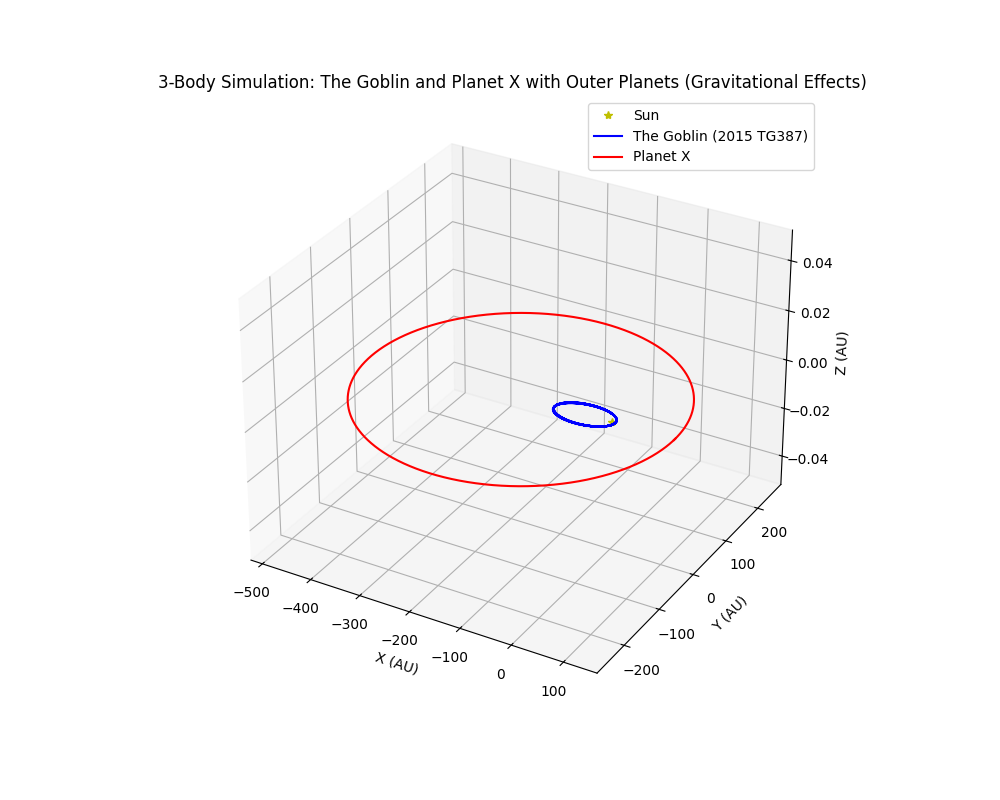 3-Body Simulation: The Goblin and Planet X with Outer Planets (Gravitational Effects)
Sun
The Goblin (2015 TG387)
Planet X
0.04
0.02
0.00
−0.02
−0.04
Z (AU)
200
100
0
−100
−200
Y (AU)
−500
−400
−300
−200
−100
0
100
X (AU)